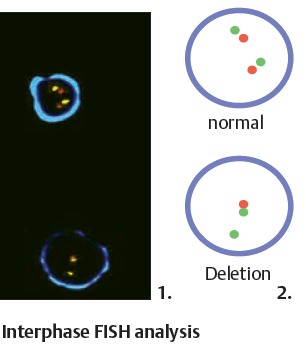 normal
Deletion
1.
2.
Interphase FISH analysis